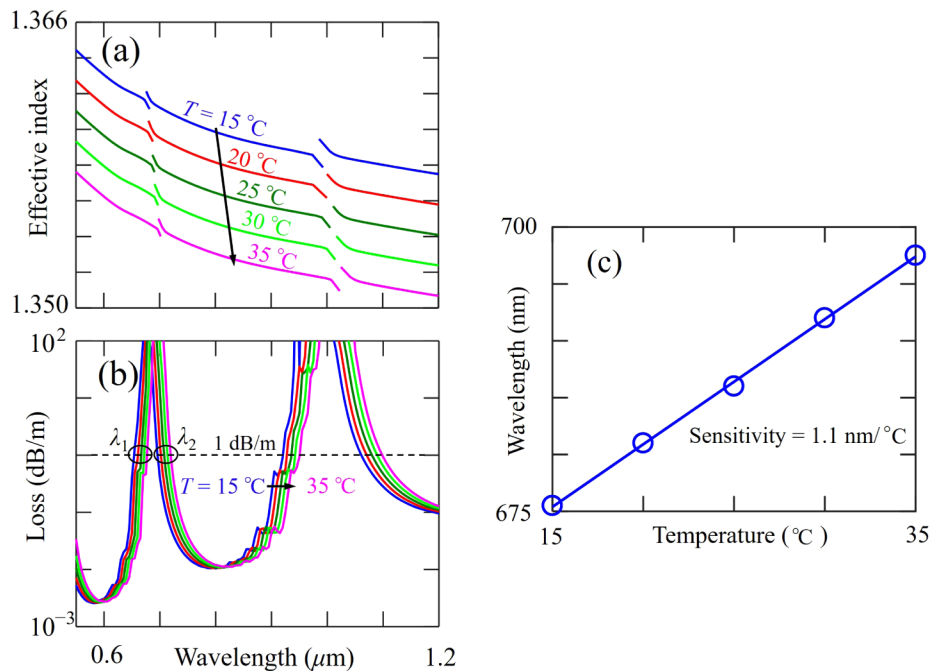 1.366
(a)
Effective index
T = 15 ℃
20 ℃
25 ℃
30 ℃
35 ℃
1.350
10²
(b)
Loss (dB/m)
λ₁
λ₂
1 dB/m
T = 15 ℃
35 ℃
10⁻³
0.6
Wavelength (μm)
1.2
700
(c)
Wavelength (nm)
Sensitivity = 1.1 nm/℃
675
15
Temperature (℃)
35